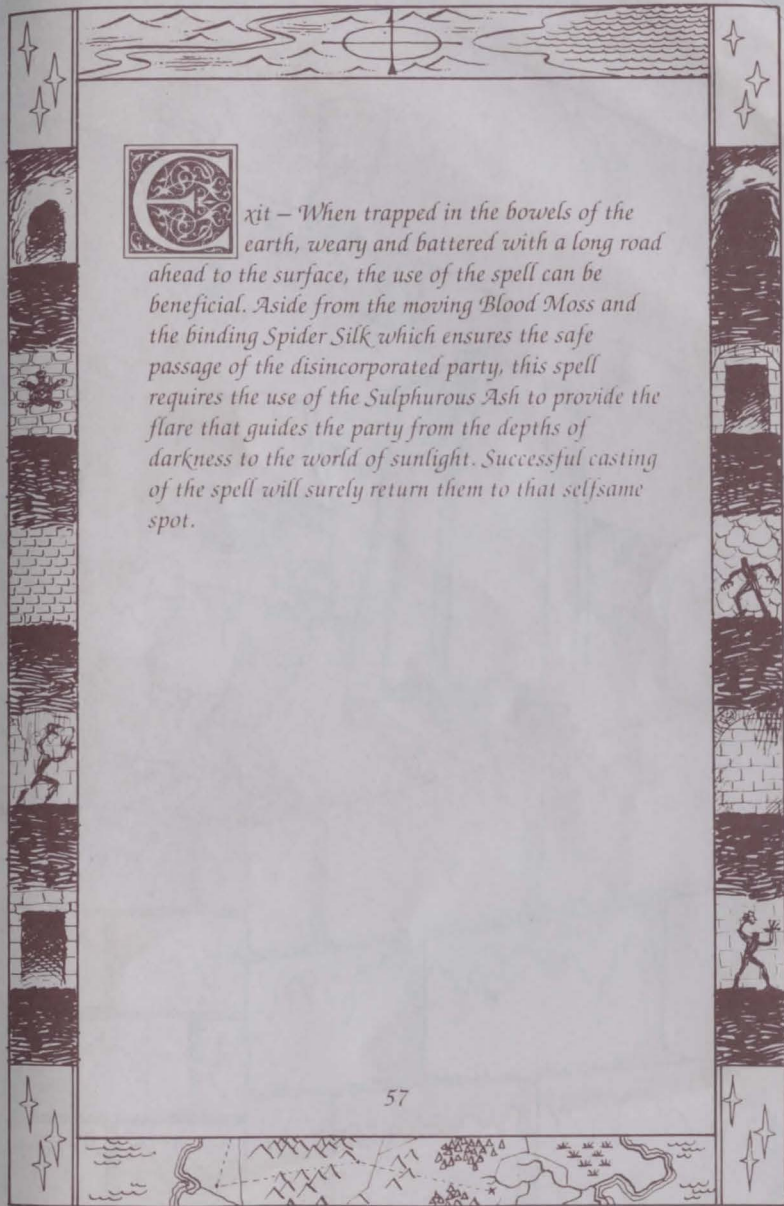 Exit – When trapped in the bowels of the
earth, weary and battered with a long road
ahead to the surface, the use of the spell can be
beneficial. Aside from the moving Blood Moss and
the binding Spider Silk which ensures the safe
passage of the disincorporated party, this spell
requires the use of the Sulphurous Ash to provide the
flare that guides the party from the depths of
darkness to the world of sunlight. Successful casting
of the spell will surely return them to that selfsame
spot.
57